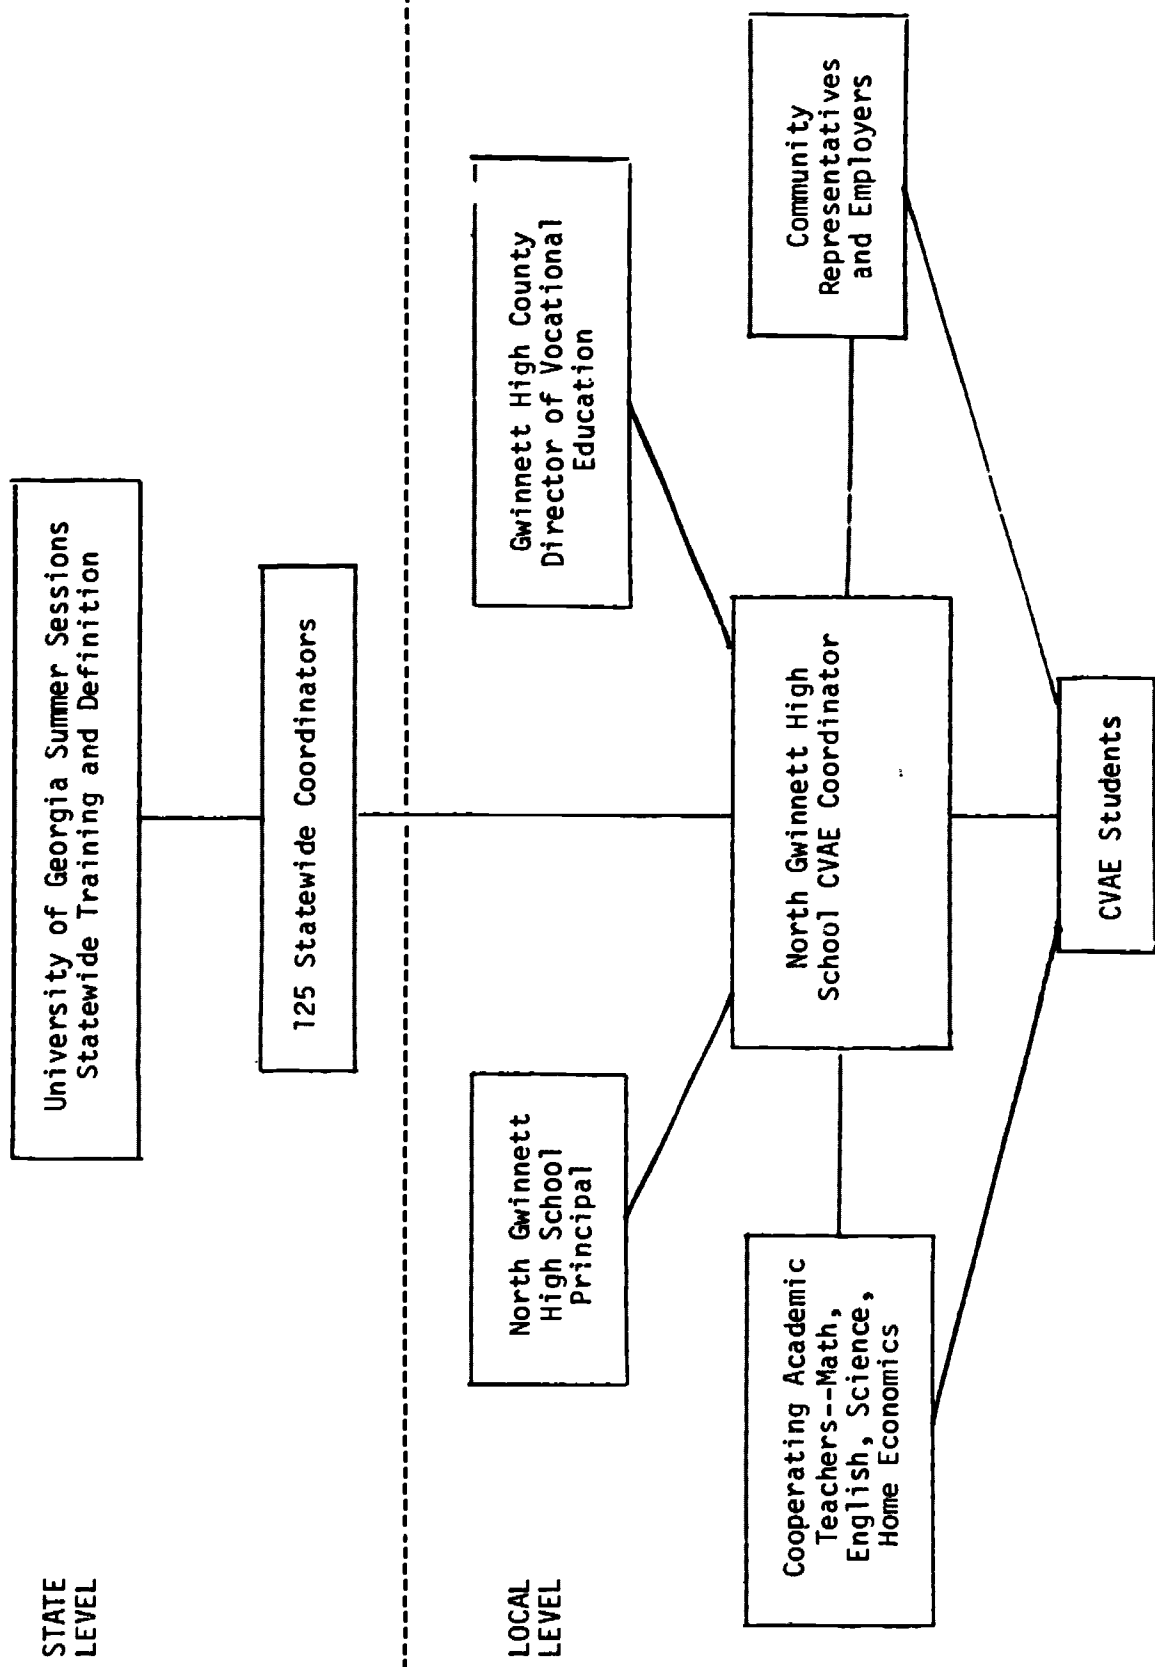 STATE
LEVEL
University of Georgia Summer Sessions
Statewide Training and Definition
125 Statewide Coordinators
LOCAL
LEVEL
North Gwinnett
High School
Principal
Gwinnett High County
Director of Vocational
Education
Cooperating Academic
Teachers--Math,
English, Science,
Home Economics
North Gwinnett High
School CVAE Coordinator
Community
Representatives
and Employers
CVAE Students